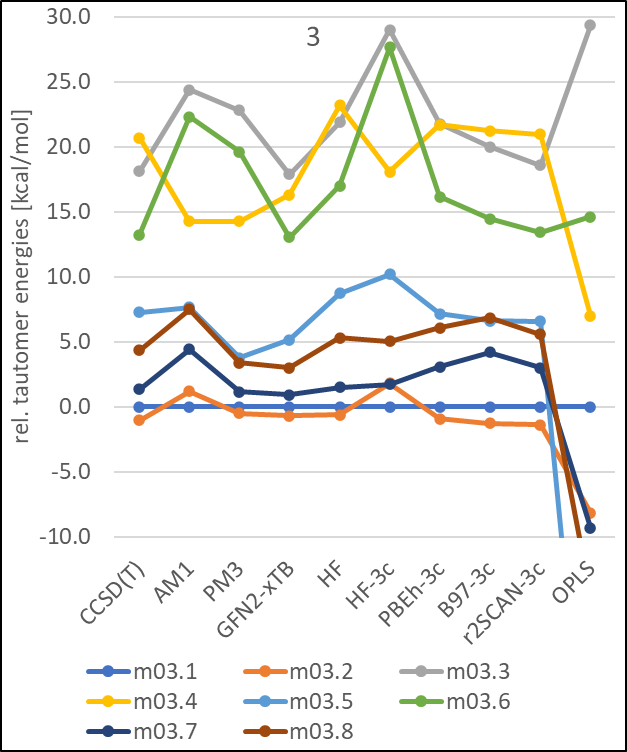 3
30.0
25.0
20.0
15.0
10.0
5.0
0.0
-5.0
-10.0
rel. tautomer energies [kcal/mol]
CCSD(T)
AM1
PM3
GFN2-xTB
HF
HF-3c
PBEh-3c
B97-3c
r2SCAN-3c
OPLS
m03.1 m03.2 m03.3
m03.4 m03.5 m03.6
m03.7 m03.8